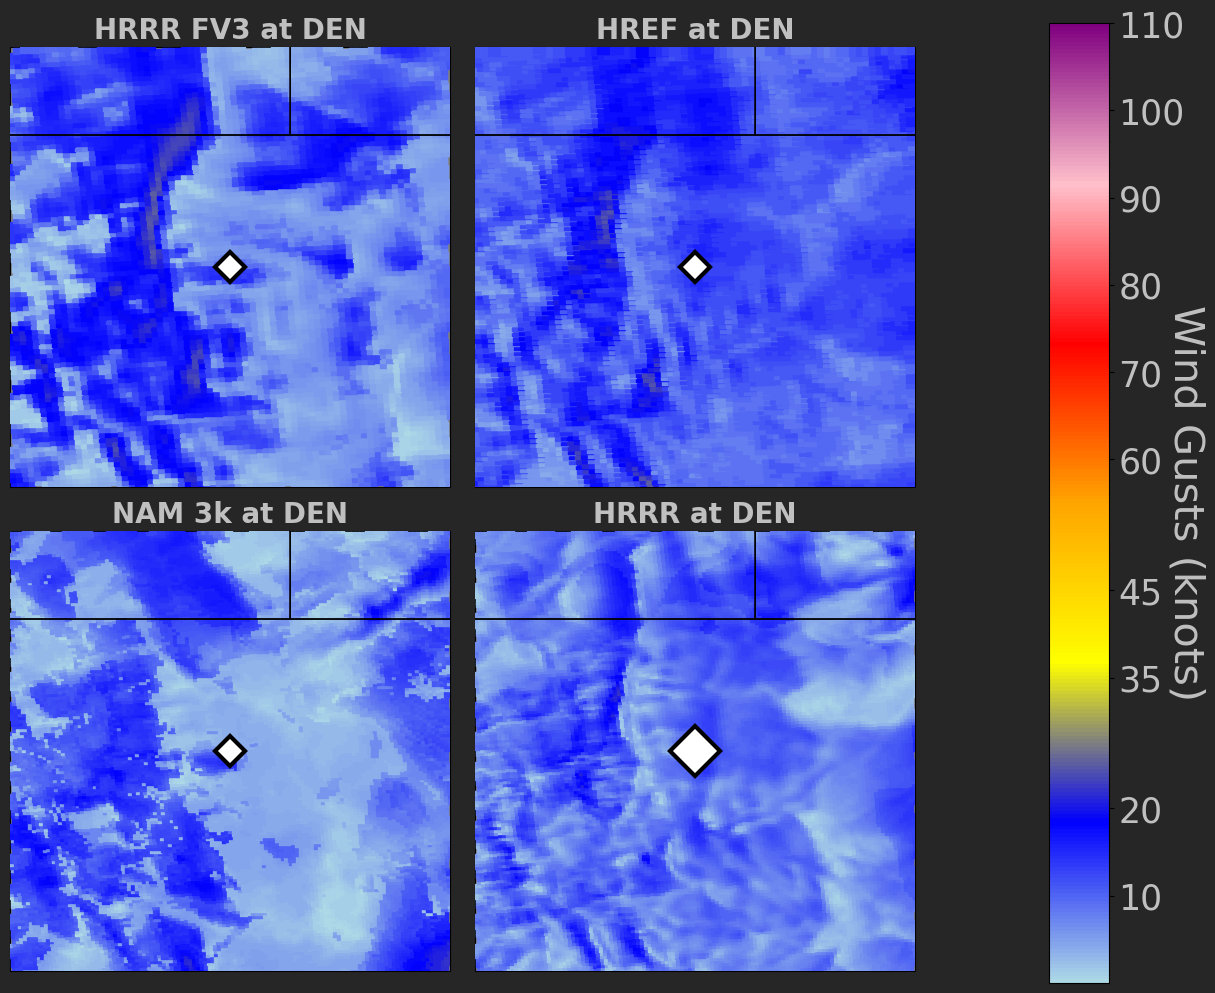 HRRR FV3 at DEN
HREF at DEN
NAM 3k at DEN
HRRR at DEN
110
100
90
80
70
60
45
35
20
10
Wind Gusts (knots)